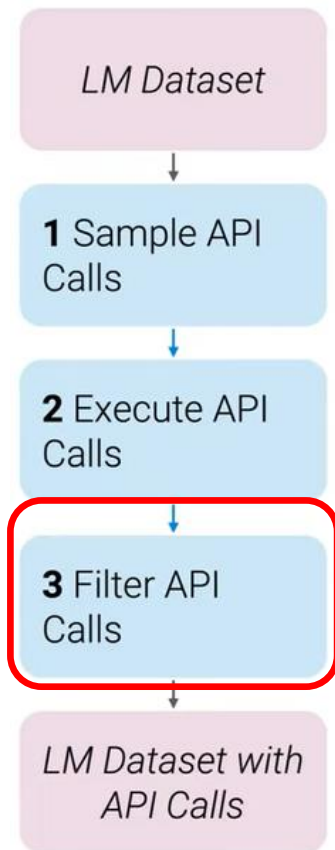 LM Dataset
1 Sample API
Calls
2 Execute API
Calls
3 Filter API
Calls
LM Dataset with
API Calls